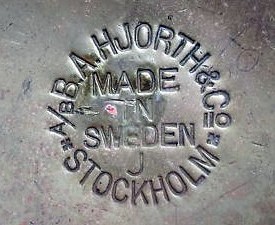 *A/B B.A.HJORTH & Cº*
MADE
IN
SWEDEN
J
STOCKHOLM